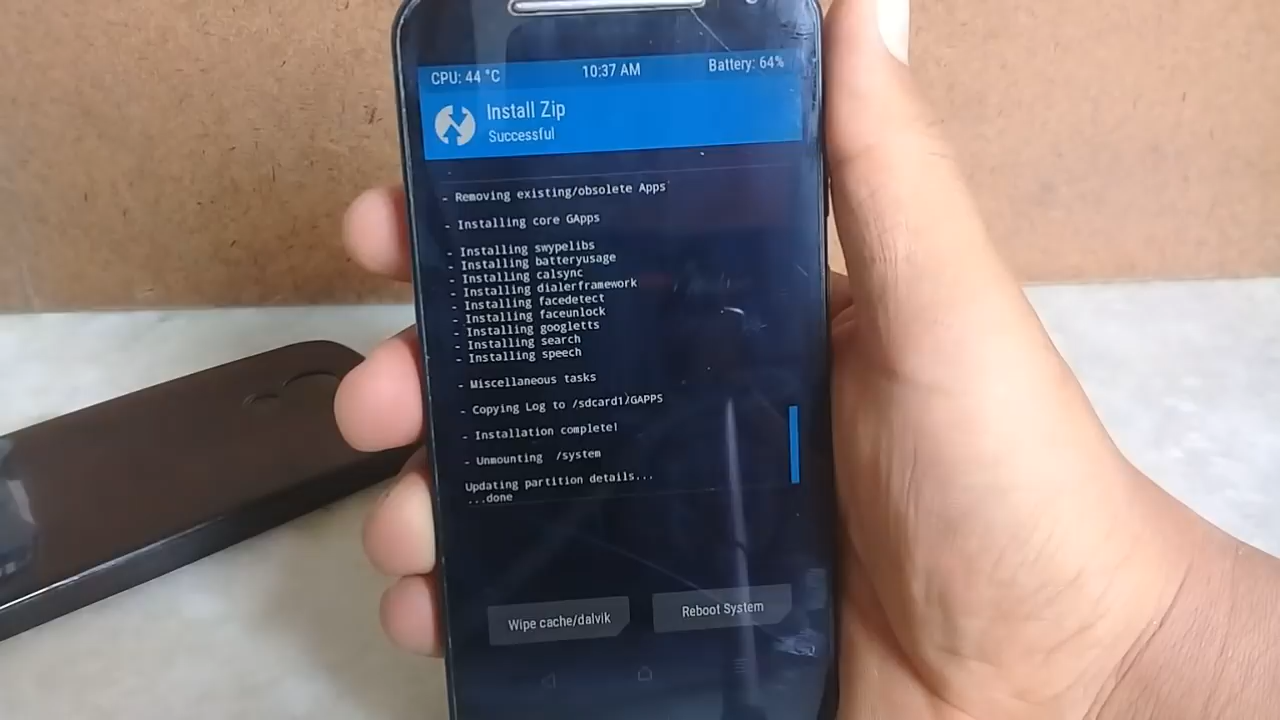 CPU: 44 °C 10:37 AM Battery: 64%
Install Zip
Successful
- Removing existing/obsolete Apps
- Installing core GApps
- Installing swypelibs
- Installing batteryusage
- Installing calsync
- Installing dialerframework
- Installing facedetect
- Installing faceunlock
- Installing googletts
- Installing search
- Installing speech
- Miscellaneous tasks
- Copying Log to /sdcard1/GAPPS
- Installation complete!
- Unmounting /system
Updating partition details...
...done
Wipe cache/dalvik Reboot System